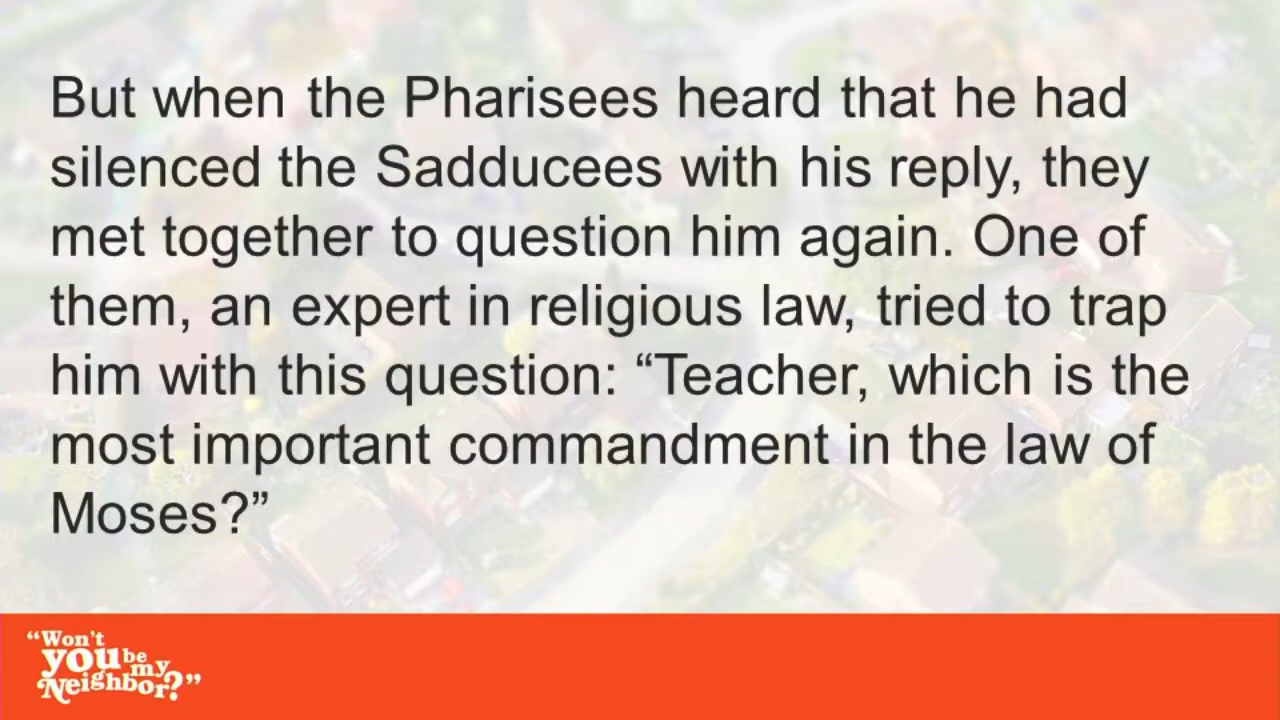 But when the Pharisees heard that he had
silenced the Sadducees with his reply, they
met together to question him again. One of
them, an expert in religious law, tried to trap
him with this question: “Teacher, which is the
most important commandment in the law of
Moses?”
“Won't
you be
my
Neighbor?”